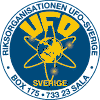 RIKSORGANISATIONEN UFO-SVERIGE
UFO
SVERIGE
BOX 175 • 733 23 SALA